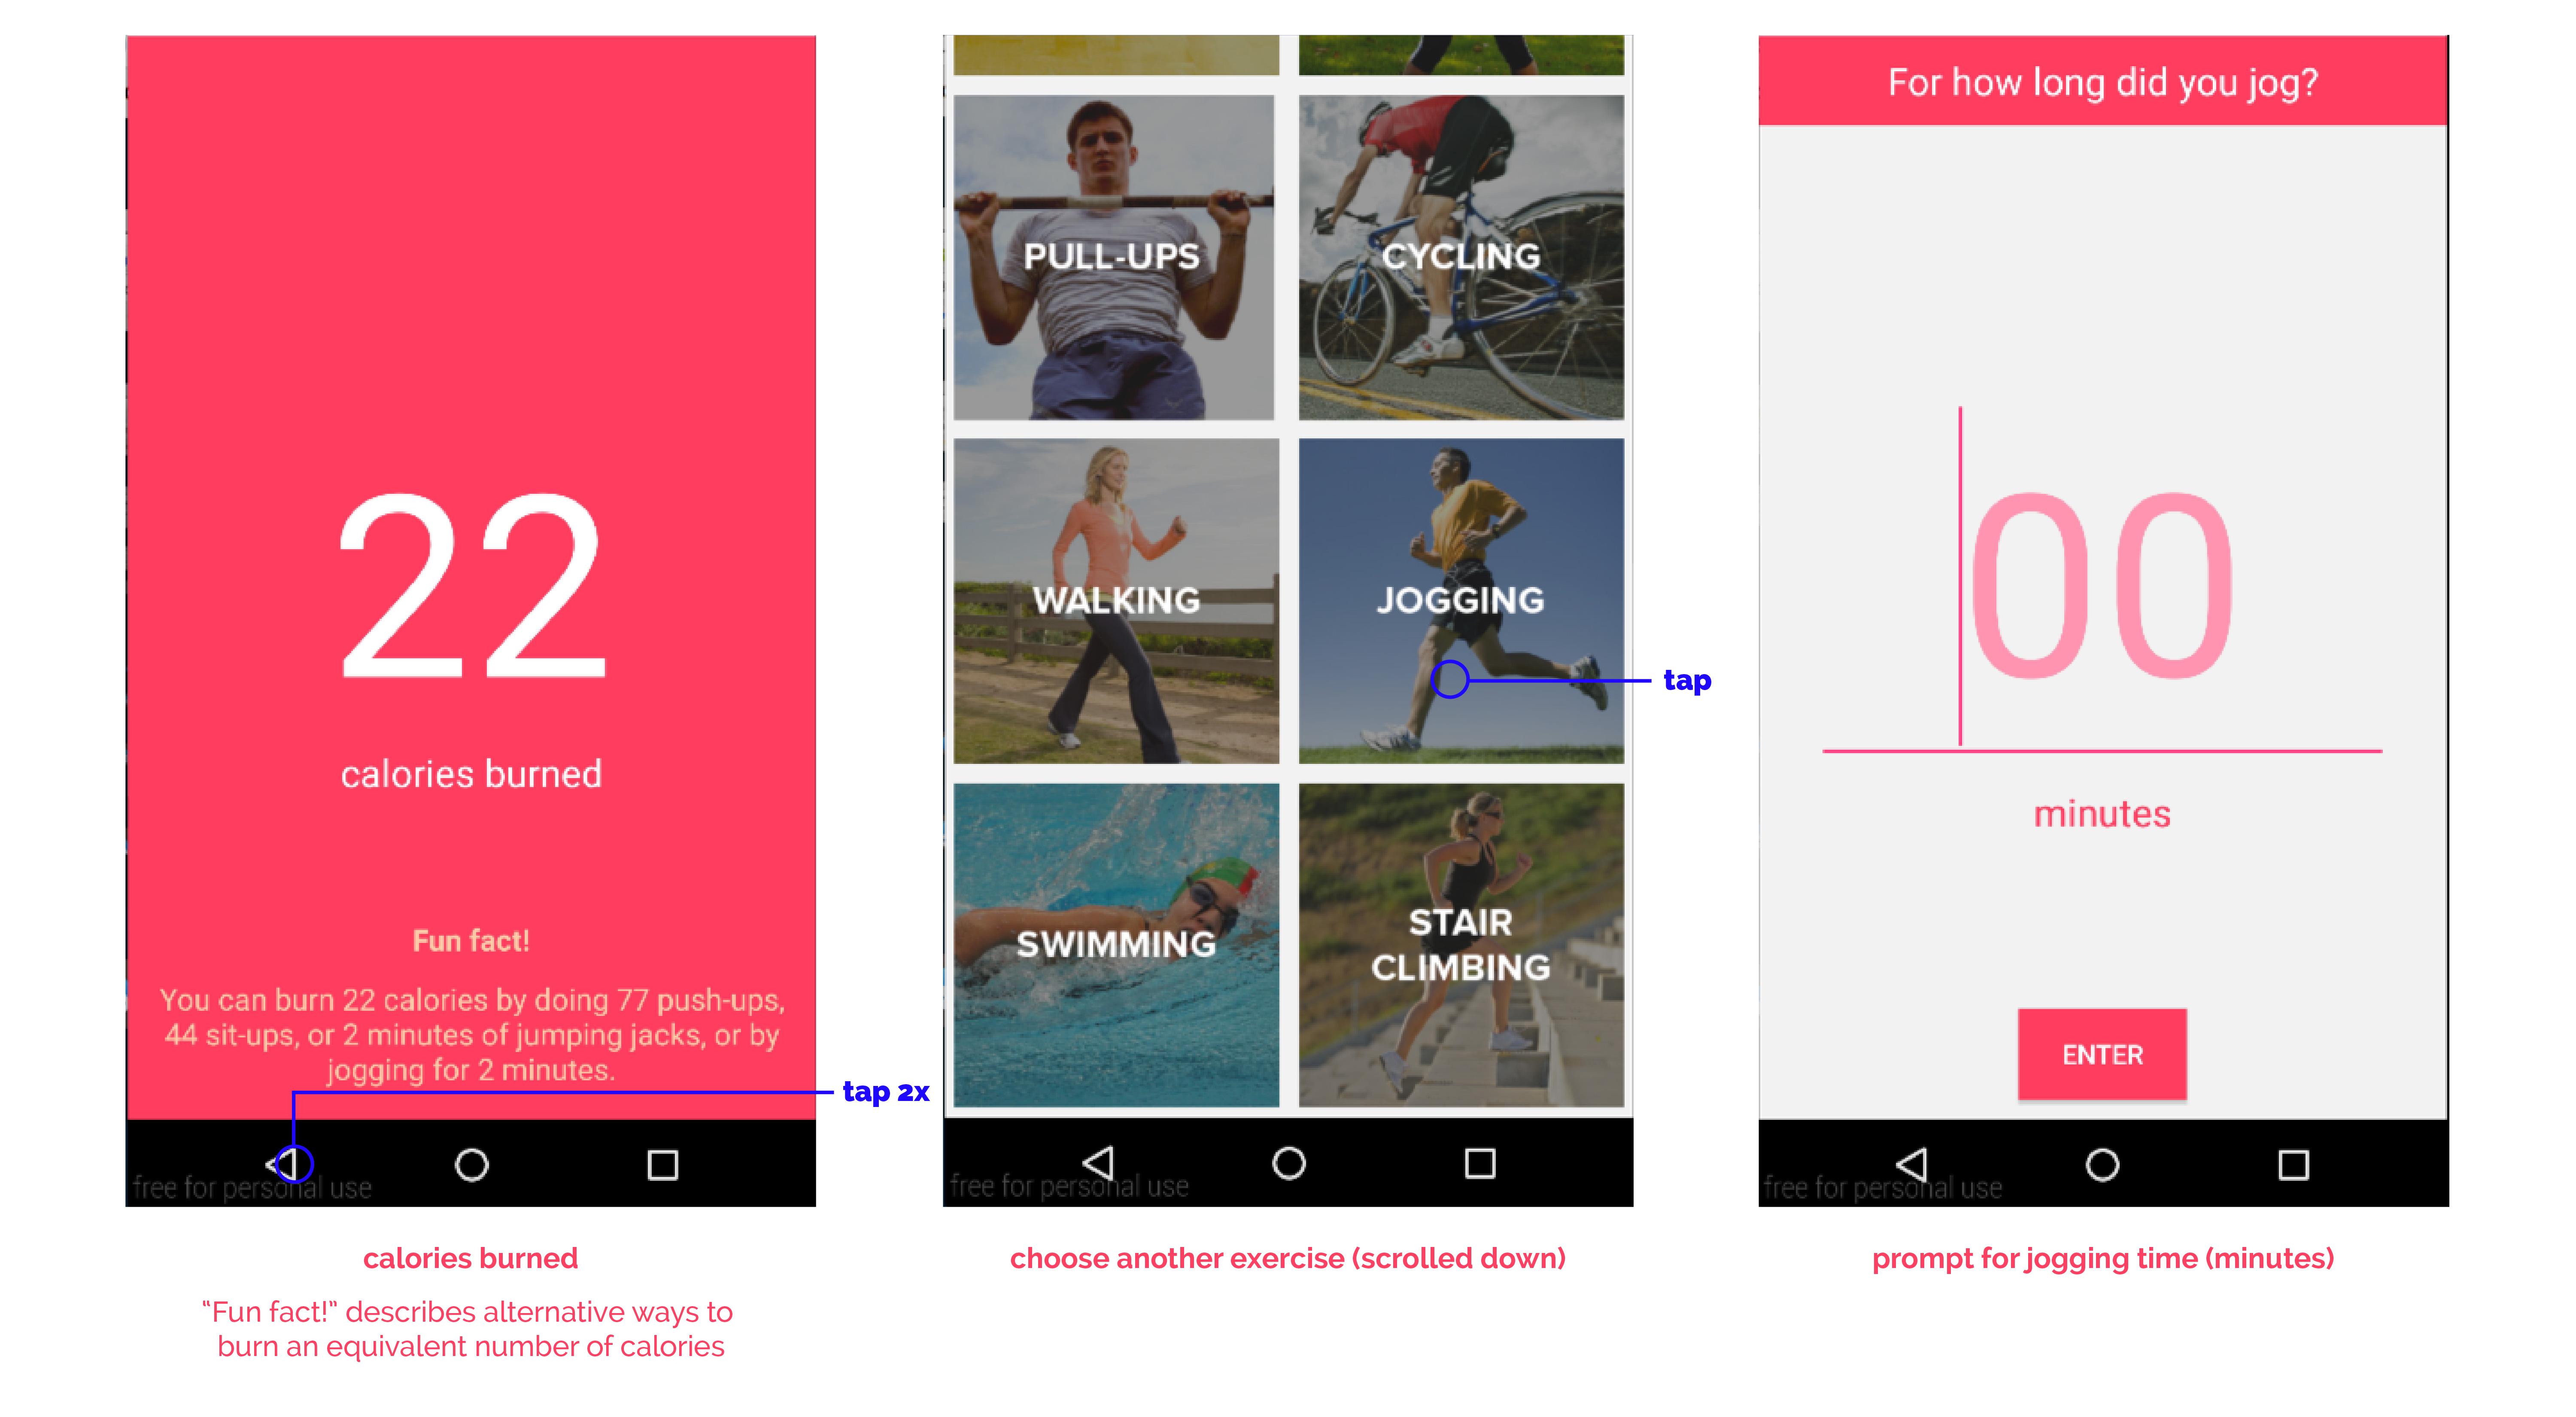 22
calories burned
Fun fact!
You can burn 22 calories by doing 77 push-ups,
44 sit-ups, or 2 minutes of jumping jacks, or by
jogging for 2 minutes.
tap 2x
free for personal use
calories burned
“Fun fact!” describes alternative ways to
burn an equivalent number of calories
PULL-UPS
CYCLING
WALKING
JOGGING
tap
SWIMMING
STAIR
CLIMBING
free for personal use
choose another exercise (scrolled down)
For how long did you jog?
00
minutes
ENTER
free for personal use
prompt for jogging time (minutes)